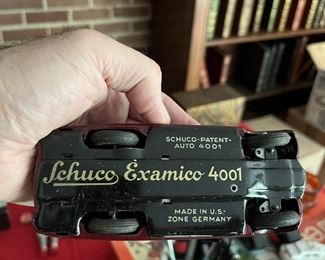 SCHUCO-PATENT-
AUTO 4001
Schuco Examico 4001
MADE IN U.S.-
ZONE GERMANY